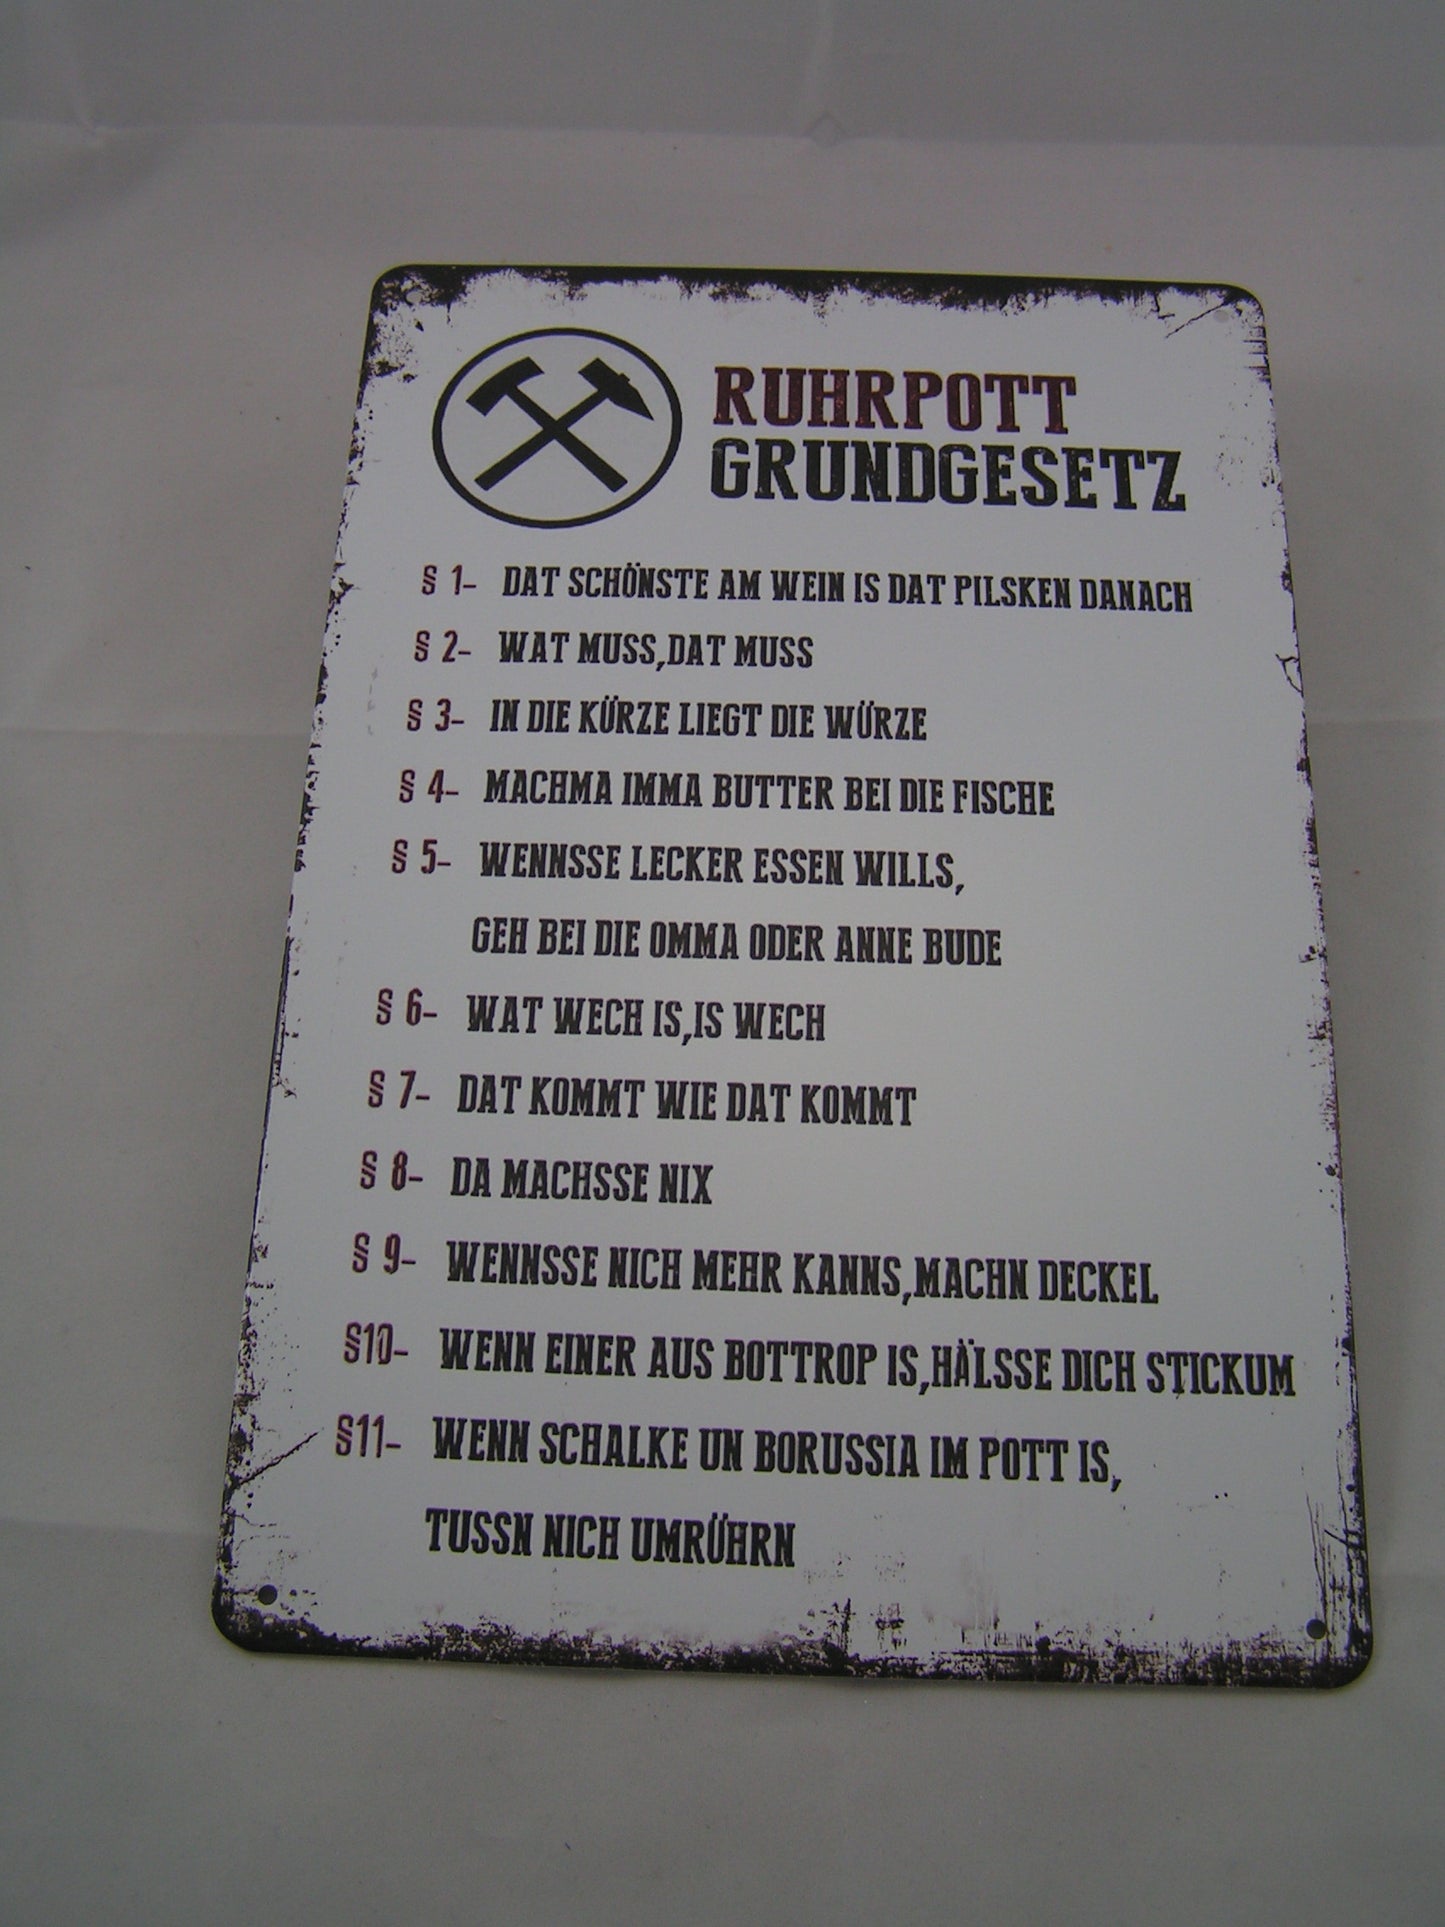 RUHRPOTT
GRUNDGESETZ
§ 1- DAT SCHÖNSTE AM WEIN IS DAT PILSKEN DANACH
§ 2- WAT MUSS,DAT MUSS
§ 3- IN DIE KÜRZE LIEGT DIE WÜRZE
§ 4- MACHMA IMMA BUTTER BEI DIE FISCHE
§ 5- WENNSSE LECKER ESSEN WILLS,
GEH BEI DIE OMMA ODER ANNE BUDE
§ 6- WAT WECH IS,IS WECH
§ 7- DAT KOMMT WIE DAT KOMMT
§ 8- DA MACHSSE NIX
§ 9- WENNSSE NICH MEHR KANNS,MACHN DECKEL
§10- WENN EINER AUS BOTTROP IS,HÄLSSE DICH STICKUM
§11- WENN SCHALKE UN BORUSSIA IM POTT IS,
TUSSN NICH UMRÜHRN